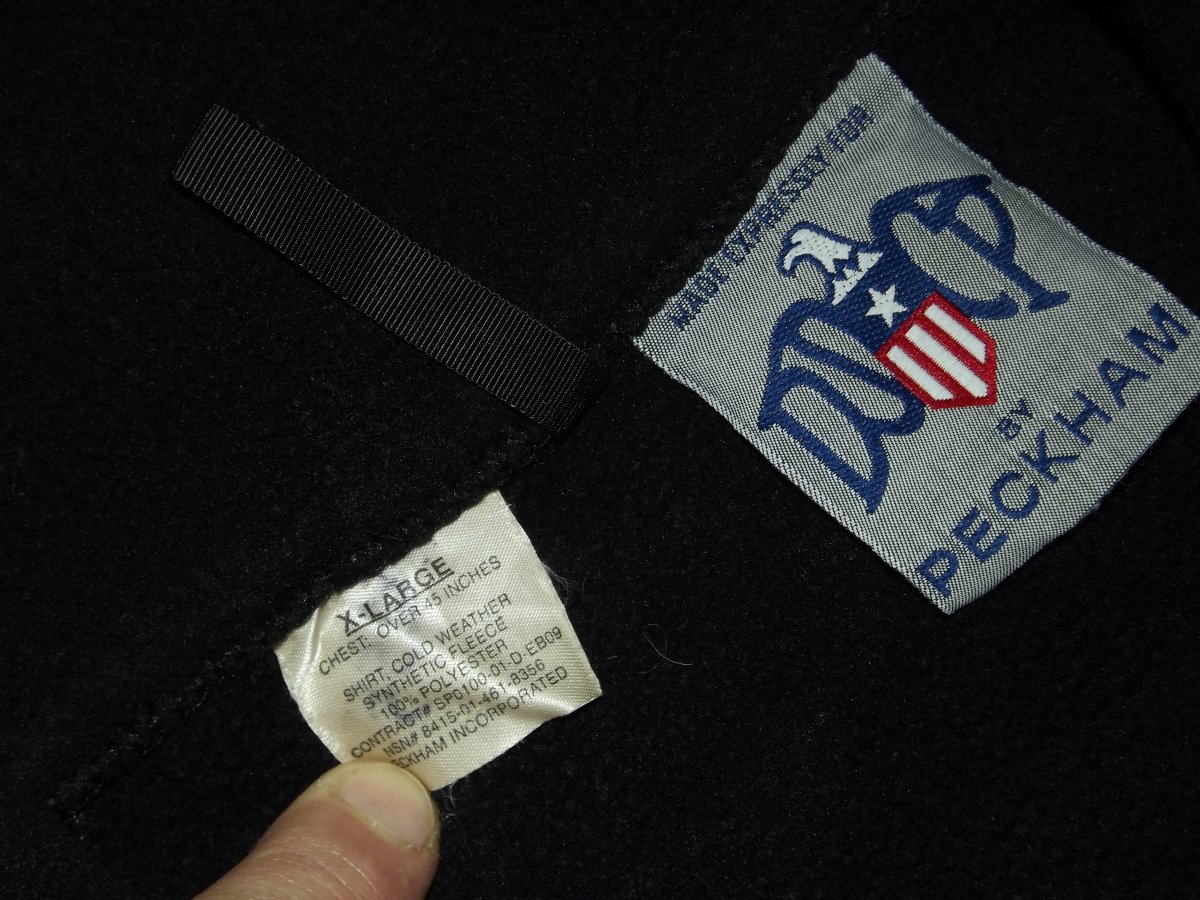 MADE EXPRESSLY FOR
DSCP
BY
PECKHAM
X-LARGE
CHEST: OVER 45 INCHES
SHIRT, COLD WEATHER
SYNTHETIC FLEECE
100% POLYESTER
CONTRACT# SP0100-01-D-EB09
NSN# 8415-01-461-8356
PECKHAM INCORPORATED